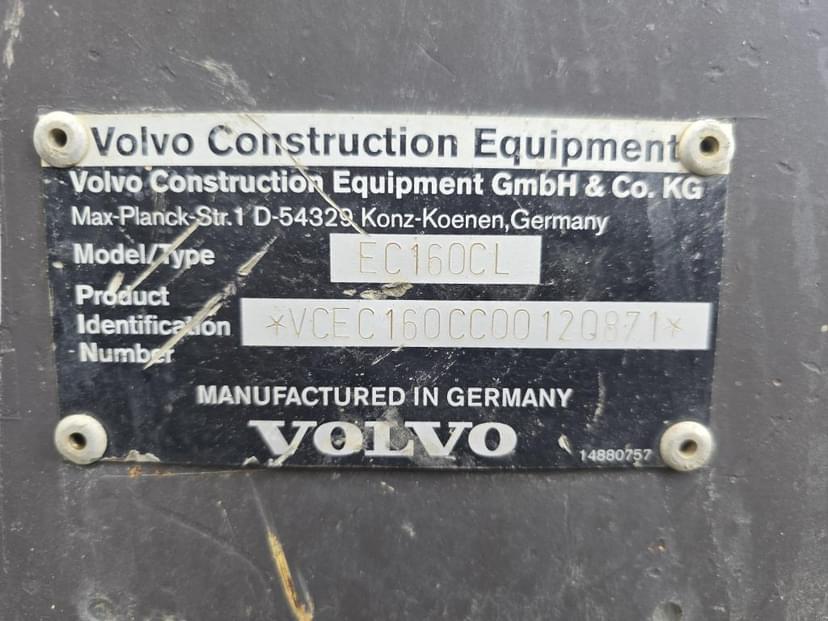 Volvo Construction Equipment
Volvo Construction Equipment GmbH & Co. KG
Max-Planck-Str.1 D-54329 Konz-Koenen,Germany
Model/Type EC160CL
Product
Identification *VCEC160CC0012Q871*
Number
MANUFACTURED IN GERMANY
VOLVO
14880757